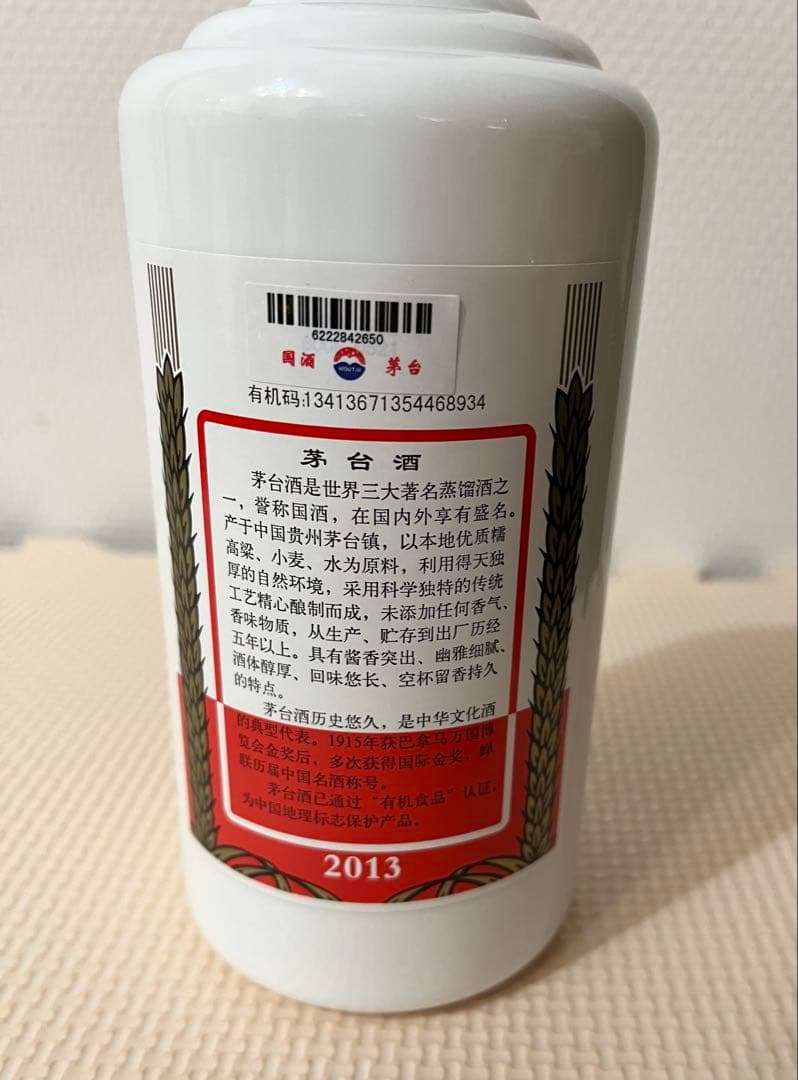 6222842650
国酒 MOUTAI 茅台
有机码:13413671354468934
茅台酒
茅台酒是世界三大著名蒸馏酒之
一，誉称国酒，在国内外享有盛名。
产于中国贵州茅台镇，以本地优质糯
高粱、小麦、水为原料，利用得天独
厚的自然环境，采用科学独特的传统
工艺精心酿制而成，未添加任何香气、
香味物质，从生产、贮存到出厂历经
五年以上。具有酱香突出、幽雅细腻、
酒体醇厚、回味悠长、空杯留香持久
的特点。
茅台酒历史悠久，是中华文化酒
的典型代表。1915年获巴拿马万国博
览会金奖后，多次获得国际金奖，蝉
联历届中国名酒称号。
茅台酒已通过“有机食品”认证，
为中国地理标志保护产品。
2013